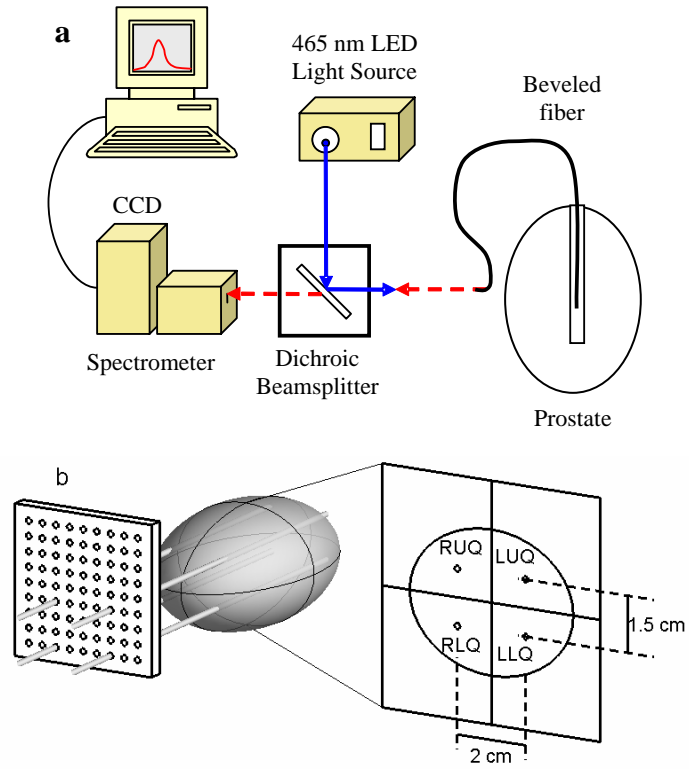 a
465 nm LED
Light Source
Beveled
fiber
CCD
Spectrometer
Dichroic
Beamsplitter
Prostate
b
RUQ
LUQ
RLQ
LLQ
1.5 cm
2 cm